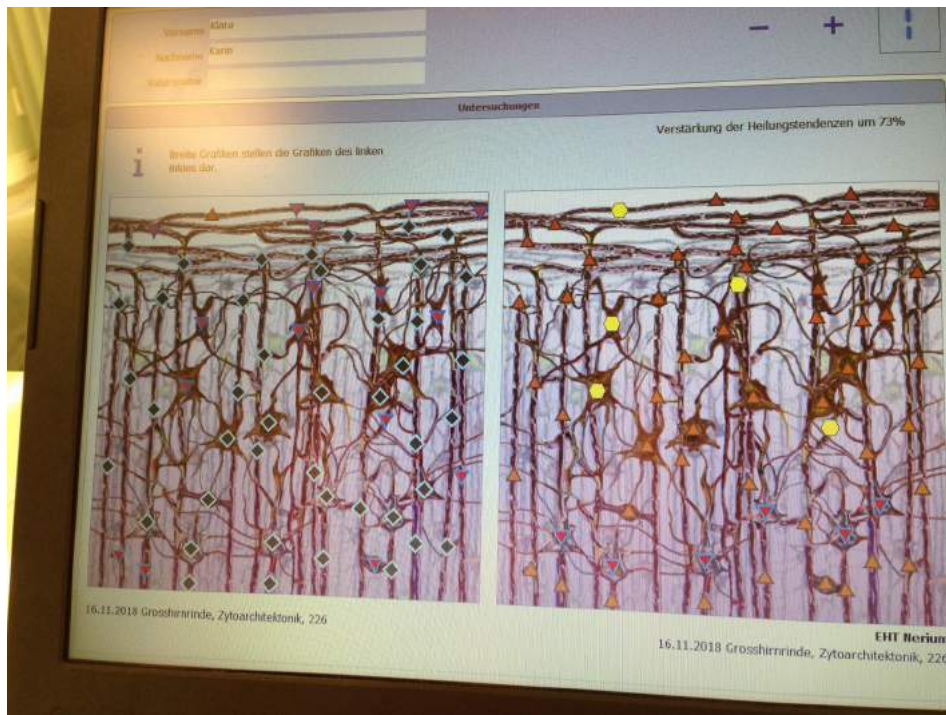 Vorname Klara
Nachname Karin
Untersuchungen
Verstärkung der Heilungstendenzen um 73%
i
Breite Grafiken stellen die Grafiken des linken
Bildes dar.
16.11.2018 Grosshirnrinde, Zytoarchitektonik, 226
EHT Nerium
16.11.2018 Grosshirnrinde, Zytoarchitektonik, 226